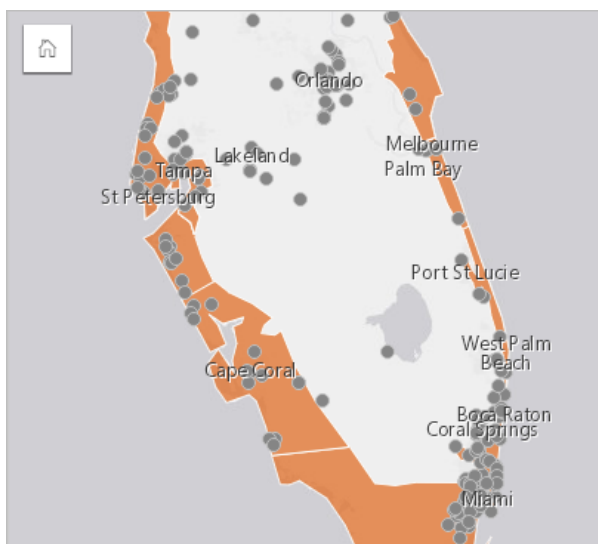 Orlando
Melbourne
Lakeland
Palm Bay
Tampa
St Petersburg
Port St Lucie
West Palm
Beach
Cape Coral
Boca Raton
Coral Springs
Miami